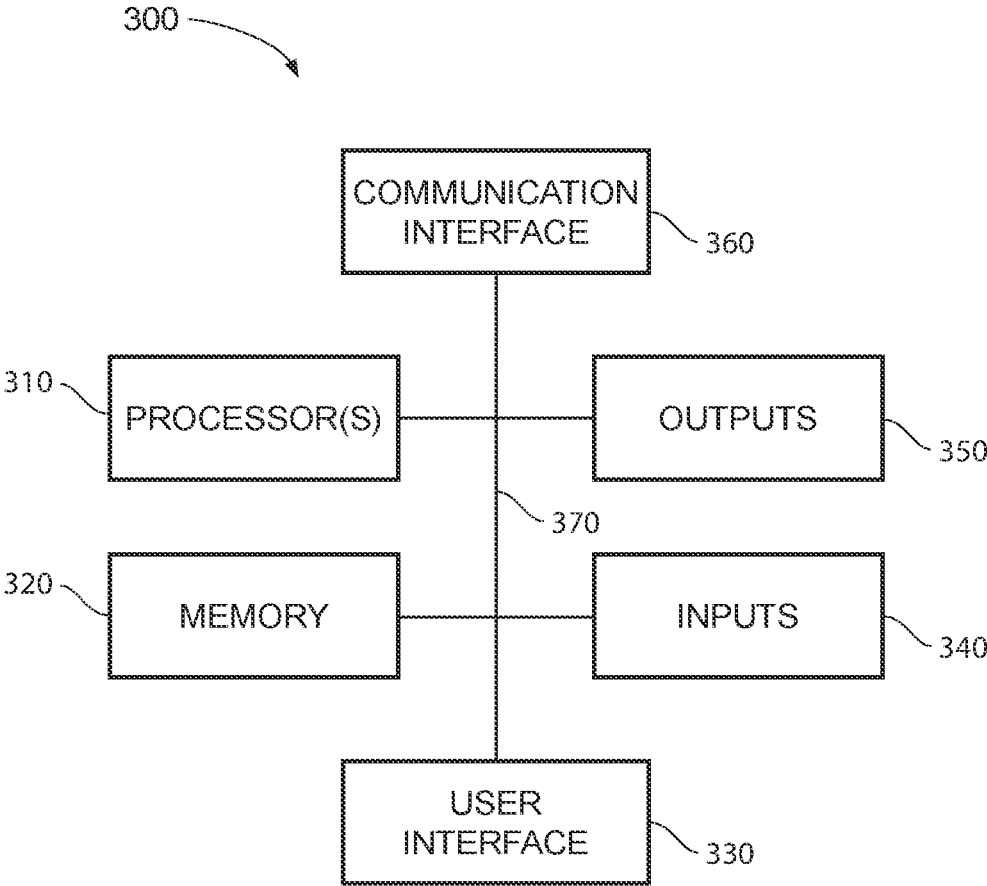 300
COMMUNICATION
INTERFACE
360
310
PROCESSOR(S)
OUTPUTS
350
370
320
MEMORY
INPUTS
340
USER
INTERFACE
330